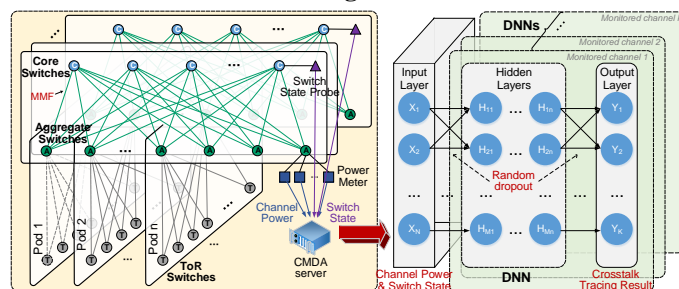 C C C ... C
Core Switches
C C C ... C
MMF
Switch State Probe
A
Aggregate Switches
A A ... A A A A
Power Meter
Channel Power
Switch State
CMDA server
Pod 1
Pod 2
Pod n
T T T T T T T T T T T T
ToR Switches
DNNs
Monitored channel
Monitored channel 2
Monitored channel 1
Input Layer
Hidden Layers
Output Layer
X1 H11 ... H1n Y1
X2 H21 ... H2n Y2
Random dropout
XN HM1 ... HMn YK
Channel Power & Switch State
DNN
Crosstalk Tracing Result